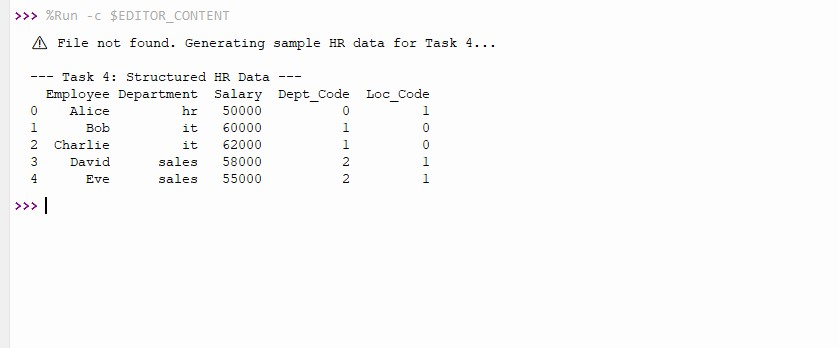 >>> %Run -c $EDITOR_CONTENT
⚠ File not found. Generating sample HR data for Task 4...
--- Task 4: Structured HR Data ---
Employee Department Salary Dept_Code Loc_Code
0 Alice hr 50000 0 1
1 Bob it 60000 1 0
2 Charlie it 62000 1 0
3 David sales 58000 2 1
4 Eve sales 55000 2 1
>>>